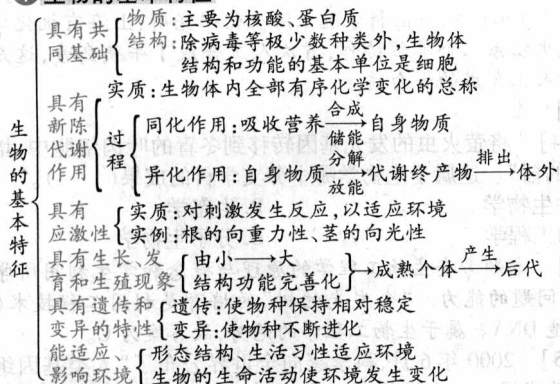 生物的基本特征
具有共同基础
物质:主要为核酸、蛋白质
结构:除病毒等极少数种类外,生物体
结构和功能的基本单位是细胞
具有新陈代谢作用
实质:生物体内全部有序化学变化的总称
过程
同化作用:吸收营养 合成 储能 自身物质
异化作用:自身物质 分解 放能 代谢终产物 排出 体外
具有应激性
实质:对刺激发生反应,以适应环境
实例:根的向重力性、茎的向光性
具有生长、发育和生殖现象
由小→大
结构功能完善化
→成熟个体 产生 后代
具有遗传和变异的特性
遗传:使物种保持相对稳定
变异:使物种不断进化
能适应、影响环境
形态结构、生活习性适应环境
生物的生命活动使环境发生变化